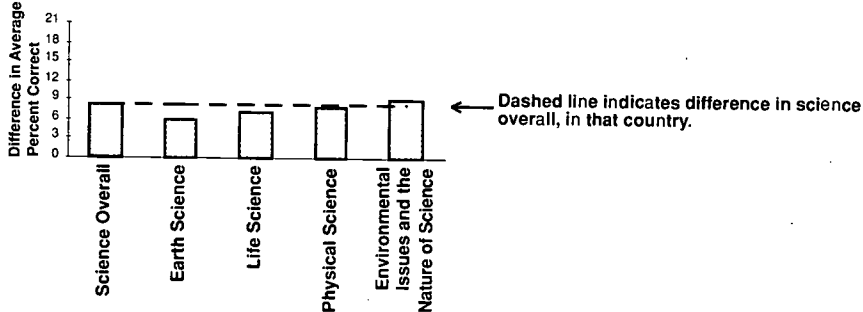 Difference in Average
Percent Correct
21
18
15
12
9
6
3
0
Dashed line indicates difference in science
overall, in that country.
Science Overall
Earth Science
Life Science
Physical Science
Environmental
Issues and the
Nature of Science